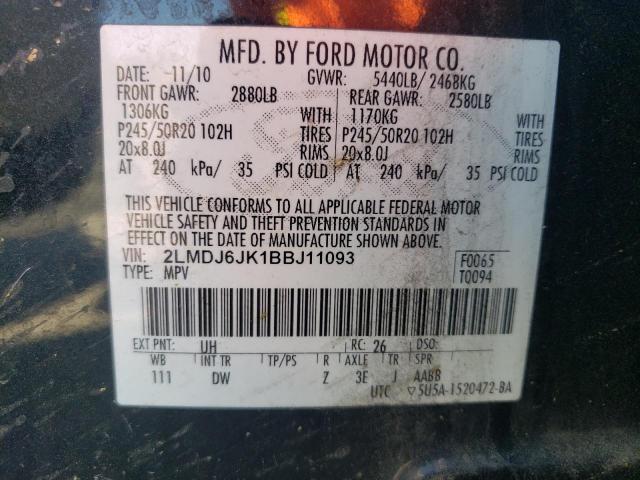 MFD. BY FORD MOTOR CO.
DATE: 11/10 GVWR: 5440LB/ 2468KG
FRONT GAWR: 2880LB REAR GAWR: 2580LB
1306KG 1170KG
P245/50R20 102H TIRES P245/50R20 102H TIRES
20x8.0J RIMS 20x8.0J RIMS
AT 240 kPa/ 35 PSI COLD AT 240 kPa/ 35 PSI COLD
THIS VEHICLE CONFORMS TO ALL APPLICABLE FEDERAL MOTOR
VEHICLE SAFETY AND THEFT PREVENTION STANDARDS IN
EFFECT ON THE DATE OF MANUFACTURE SHOWN ABOVE.
VIN: 2LMDJ6JK1BBJ11093 F0065
TYPE: MPV T0094
EXT PNT: UH RC: 26 DSO:
WB INT TR TP/PS R AXLE TR SPR
111 DW Z 3E J AABB
UTC ▽5U5A-1520472-BA